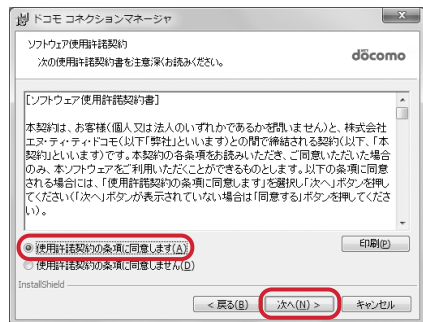 ドコモ コネクションマネージャ
ソフトウェア使用許諾契約
次の使用許諾契約書を注意深くお読みください。
döcomo
[ソフトウェア使用許諾契約書]
本契約は、お客様(個人又は法人のいずれかであるかを問いません)と、株式会社
エヌ・ティ・ティ・ドコモ(以下「弊社」といいます)との間で締結される契約(以下、「本
契約」といいます)です。本契約の各条項をお読みいただき、ご同意いただいた場合
のみ、本ソフトウェアをご利用いただくことができるものとします。以下の条項に同意
される場合には、「使用許諾契約の条項に同意します」を選択し「次へ」ボタンを押し
てください(「次へ」ボタンが表示されていない場合は「同意する」ボタンを押してくださ
い)。
使用許諾契約の条項に同意します(A)
印刷(P)
使用許諾契約の条項に同意しません(D)
InstallShield
< 戻る(B)
次へ(N) >
キャンセル